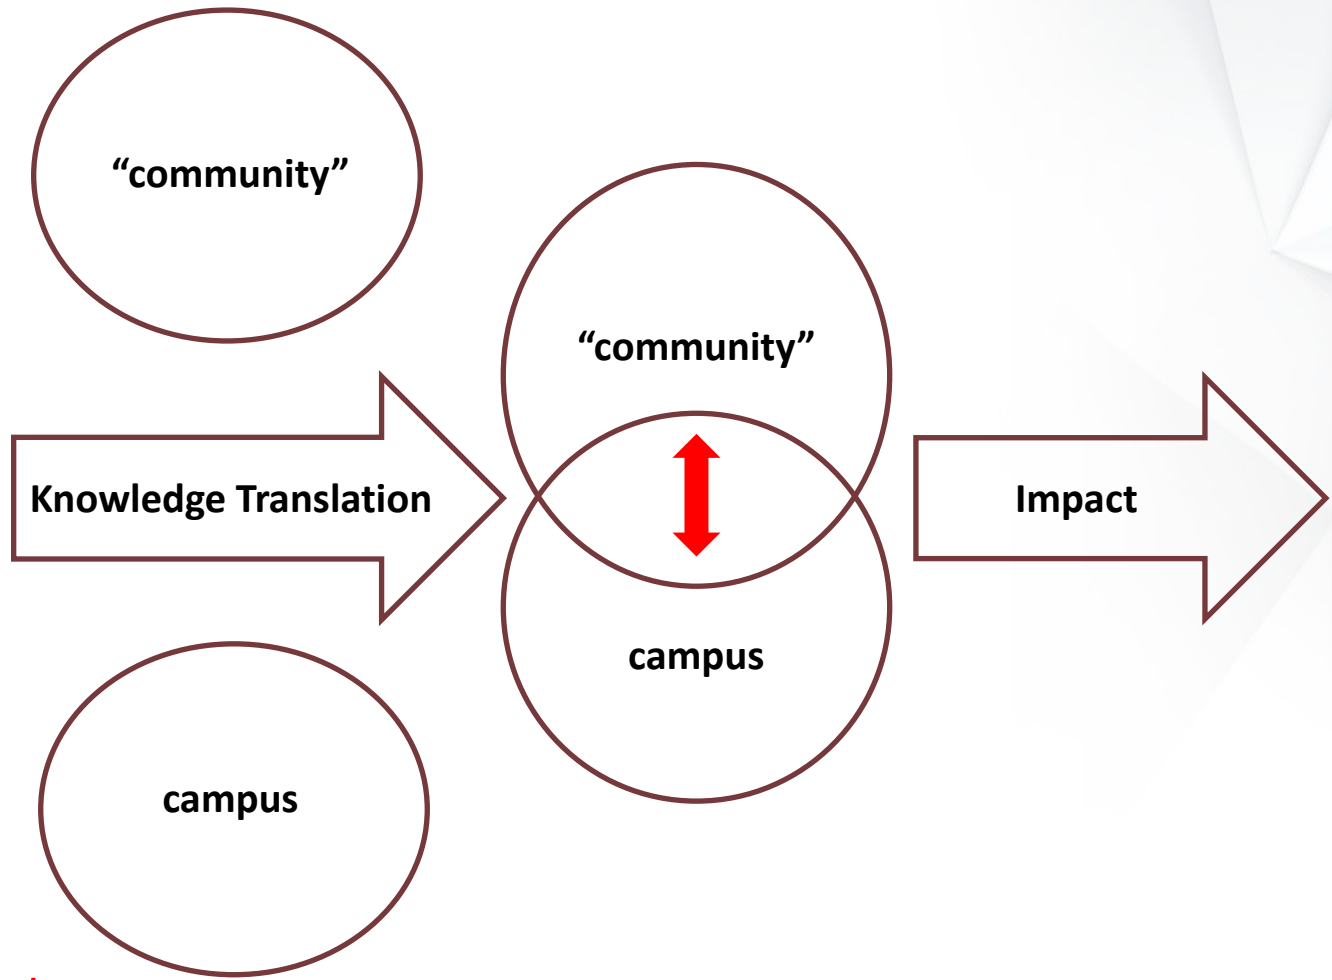 “community”
“community”
Knowledge Translation
Impact
campus
campus